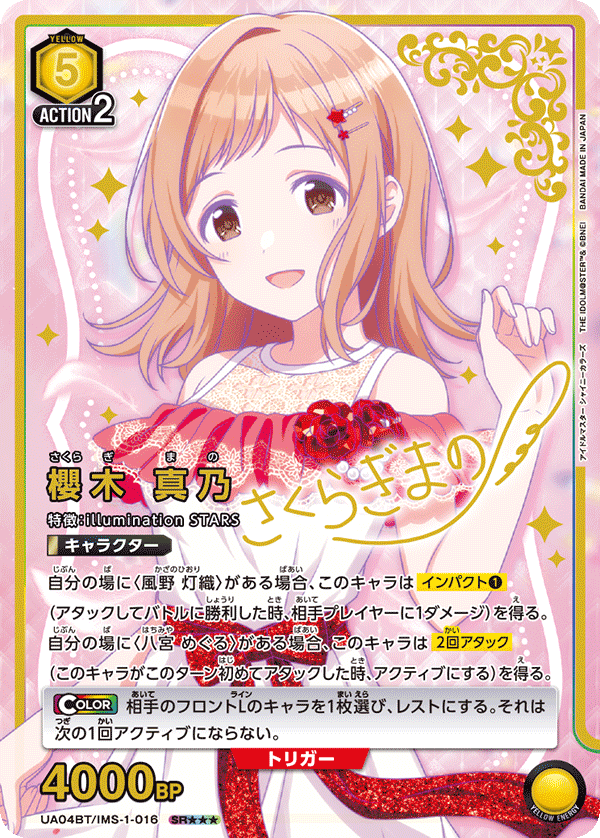 YELLOW
5
ACTION2
さくら ぎ ま の
櫻木 真乃
さくらぎまの
特徴:illumination STARS
キャラクター
自分の場に〈風野 灯織〉がある場合、このキャラは インパクト1
(アタックしてバトルに勝利した時、相手プレイヤーに1ダメージ)を得る。
自分の場に〈八宮 めぐる〉がある場合、このキャラは 2回アタック
(このキャラがこのターン初めてアタックした時、アクティブにする)を得る。
COLOR 相手のフロントLのキャラを1枚選び、レストにする。それは
次の1回アクティブにならない。
トリガー
4000BP
UA04BT/IMS-1-016 SR★★★
YELLOW ENERGY
アイドルマスター シャイニーカラーズ THE IDOLM@STER™& ©BNEI BANDAI MADE IN JAPAN